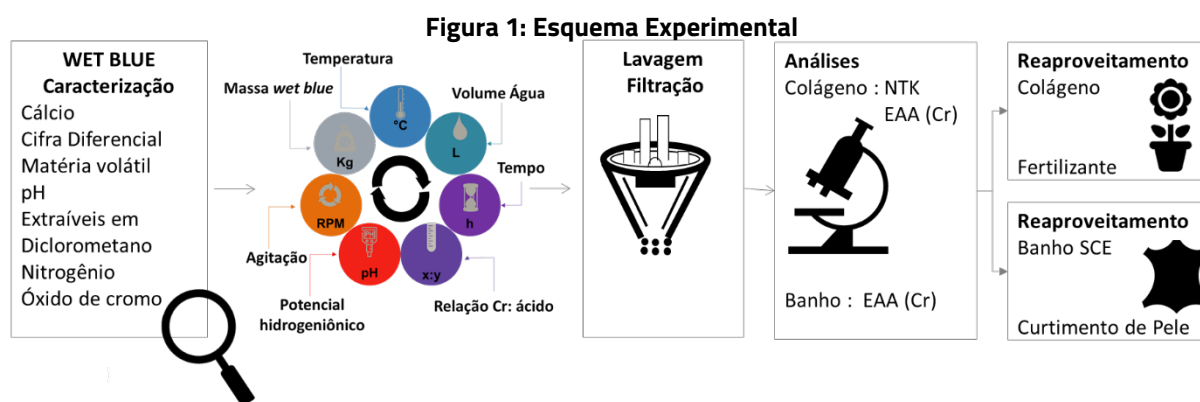 Figura 1: Esquema Experimental
WET BLUE
Caracterização
Cálcio
Cifra Diferencial
Matéria volátil
pH
Extraíveis em
Diclorometano
Nitrogênio
Óxido de cromo
Temperatura
Massa wet blue
Volume Água
°C
Kg
L
Tempo
RPM
h
Agitação
pH
x:y
Potencial
hidrogeniônico
Relação Cr: ácido
Lavagem
Filtração
Análises
Colágeno : NTK
EAA (Cr)
Banho : EAA (Cr)
Reaproveitamento
Colágeno
Fertilizante
Reaproveitamento
Banho SCE
Curtimento de Pele